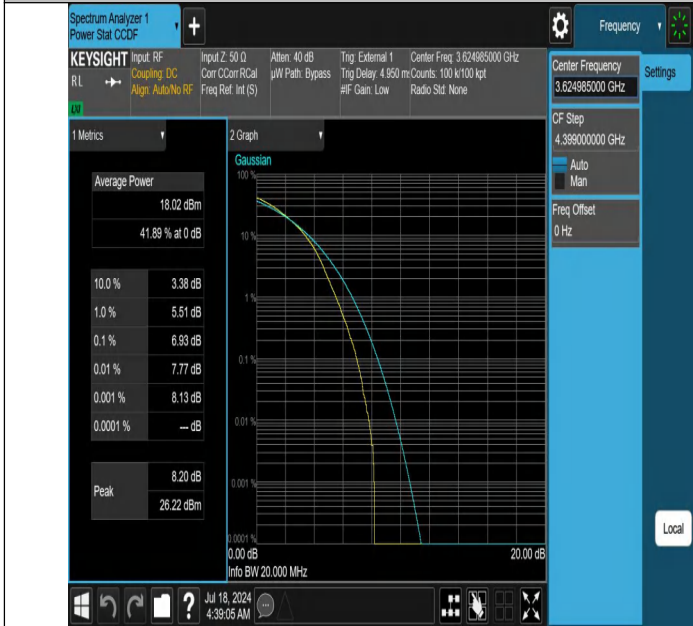 Spectrum Analyzer 1
Power Stat CCDF
+
Frequency
KEYSIGHT
RL
LXI
Input: RF
Coupling: DC
Align: Auto/No RF
Input Z: 50 Ω
Corr CCorr RCal
Freq Ref: Int (S)
Atten: 40 dB
µW Path: Bypass
Trig: External 1
Trig Delay: 4.950 m
#IF Gain: Low
Center Freq: 3.624985000 GHz
Counts: 100 k/100 kpt
Radio Std: None
Center Frequency
3.624985000 GHz
Settings
CF Step
4.399000000 GHz
Auto
Man
Freq Offset
0 Hz
1 Metrics
Average Power
18.02 dBm
41.89 % at 0 dB
10.0 % 3.38 dB
1.0 % 5.51 dB
0.1 % 6.93 dB
0.01 % 7.77 dB
0.001 % 8.13 dB
0.0001 % --- dB
Peak
8.20 dB
26.22 dBm
2 Graph
Gaussian
100 %
10 %
1 %
0.1 %
0.01 %
0.001 %
0.0001 %
0.00 dB 20.00 dB
Info BW 20.000 MHz
Local
?
Jul 18, 2024
4:39:05 AM